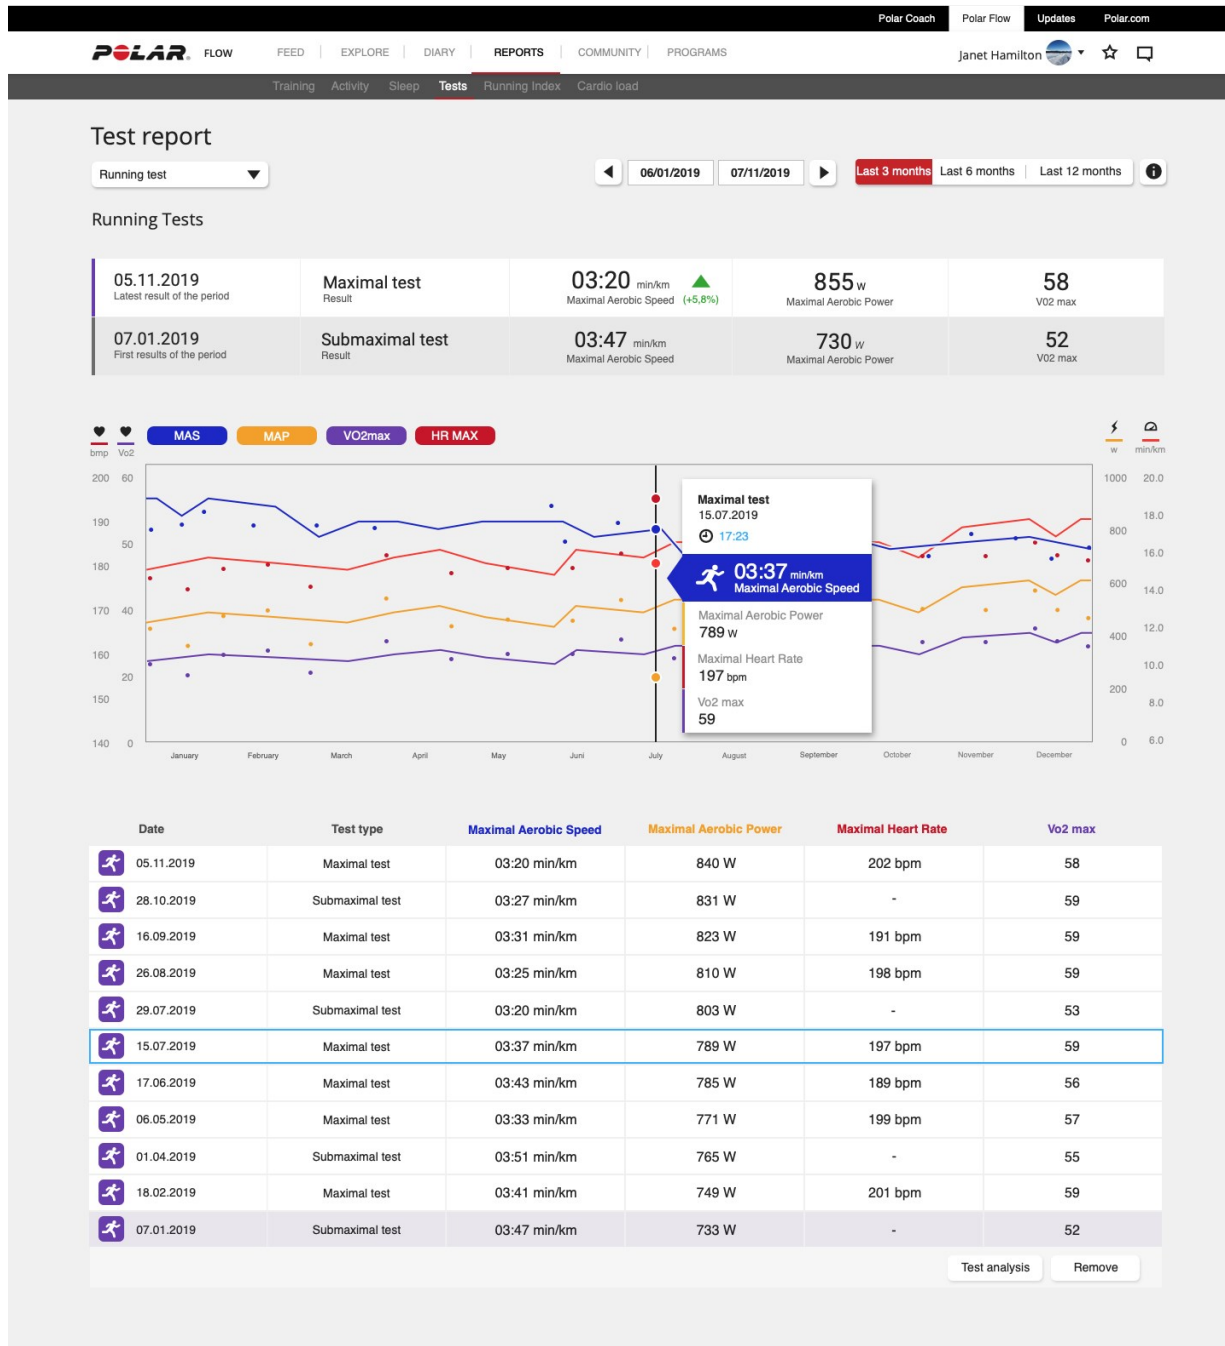 Polar Coach Polar Flow Updates Polar.com
POLAR. FLOW FEED EXPLORE DIARY REPORTS COMMUNITY PROGRAMS Janet Hamilton
Training Activity Sleep Tests Running Index Cardio load
Test report
Running test 06/01/2019 07/11/2019 Last 3 months Last 6 months Last 12 months
Running Tests
05.11.2019 Maximal test 03:20 min/km 855 w 58
Latest result of the period Result Maximal Aerobic Speed (+5,8%) Maximal Aerobic Power V02 max
07.01.2019 Submaximal test 03:47 min/km 730 w 52
First results of the period Result Maximal Aerobic Speed Maximal Aerobic Power V02 max
MAS MAP VO2max HR MAX
bmp Vo2 w min/km
200 60 1000 20.0
190 18.0
50 800
180 16.0
600 14.0
170 40
400 12.0
160 10.0
20 200
150 8.0
140 0 0 6.0
Maximal test
15.07.2019
17:23
03:37 min/km
Maximal Aerobic Speed
Maximal Aerobic Power
789 w
Maximal Heart Rate
197 bpm
Vo2 max
59
January February March April May Juni July August September October November December
Date Test type Maximal Aerobic Speed Maximal Aerobic Power Maximal Heart Rate Vo2 max
05.11.2019 Maximal test 03:20 min/km 840 W 202 bpm 58
28.10.2019 Submaximal test 03:27 min/km 831 W - 59
16.09.2019 Maximal test 03:31 min/km 823 W 191 bpm 59
26.08.2019 Maximal test 03:25 min/km 810 W 198 bpm 59
29.07.2019 Submaximal test 03:20 min/km 803 W - 53
15.07.2019 Maximal test 03:37 min/km 789 W 197 bpm 59
17.06.2019 Maximal test 03:43 min/km 785 W 189 bpm 56
06.05.2019 Maximal test 03:33 min/km 771 W 199 bpm 57
01.04.2019 Submaximal test 03:51 min/km 765 W - 55
18.02.2019 Maximal test 03:41 min/km 749 W 201 bpm 59
07.01.2019 Submaximal test 03:47 min/km 733 W - 52
Test analysis Remove